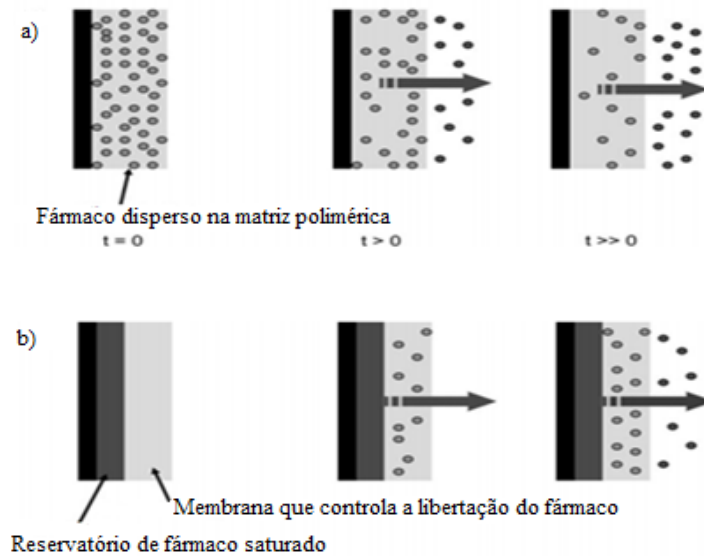 a)
Fármaco disperso na matriz polimérica
t = 0
t > 0
t >> 0
b)
Membrana que controla a libertação do fármaco
Reservatório de fármaco saturado